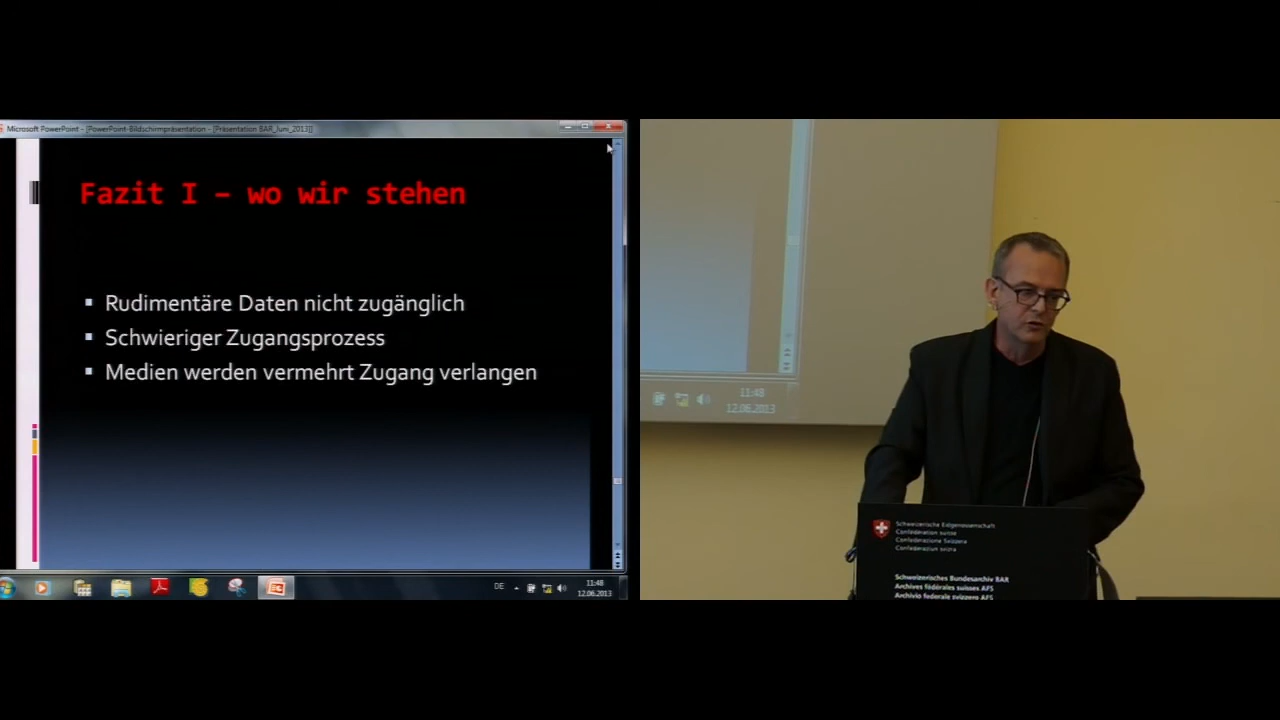 Microsoft PowerPoint - [PowerPoint-Bildschirmpräsentation - [Präsentation BAR_Juni_2013]]
Fazit I – wo wir stehen
▪ Rudimentäre Daten nicht zugänglich
▪ Schwieriger Zugangsprozess
▪ Medien werden vermehrt Zugang verlangen
DE
11:48
12.06.2013
11:48
12.06.2013
Schweizerische Eidgenossenschaft
Confédération suisse
Confederazione Svizzera
Confederaziun svizra
Schweizerisches Bundesarchiv BAR
Archives fédérales suisses AFS
Archivio federale svizzero AFS